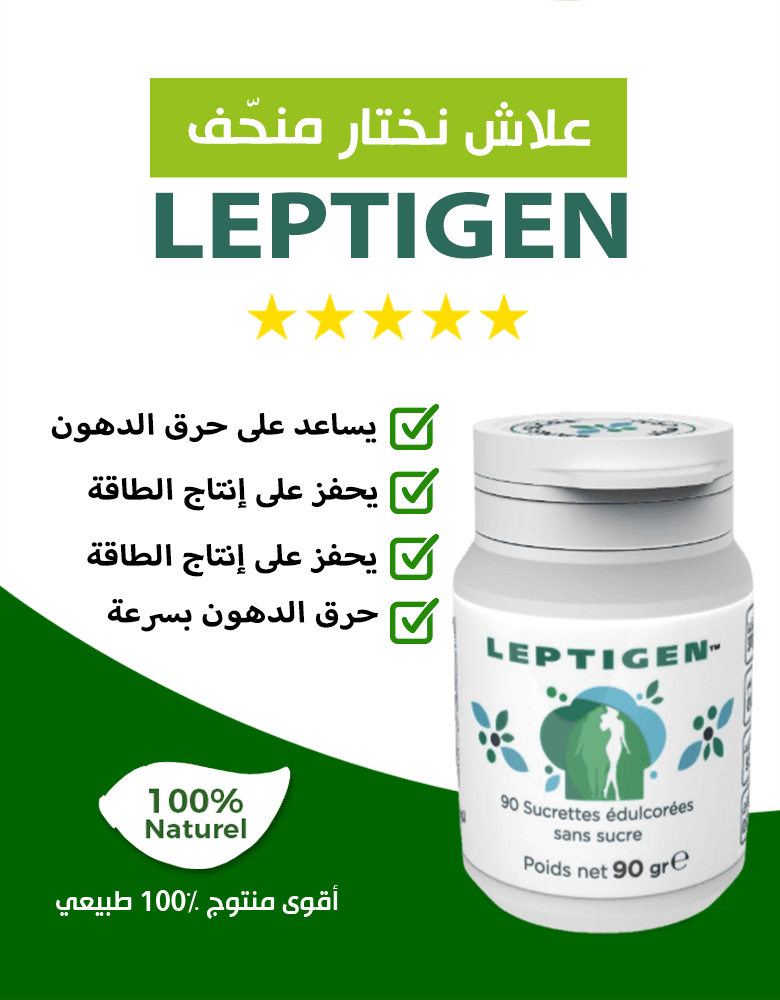 علاش نختار منحّف
LEPTIGEN
يساعد على حرق الدهون
يحفز على إنتاج الطاقة
يحفز على إنتاج الطاقة
حرق الدهون بسرعة
LEPTIGEN™
90 Sucrettes édulcorées
sans sucre
Poids net 90 gr e
100%
Naturel
أقوى منتوج 100٪ طبيعي